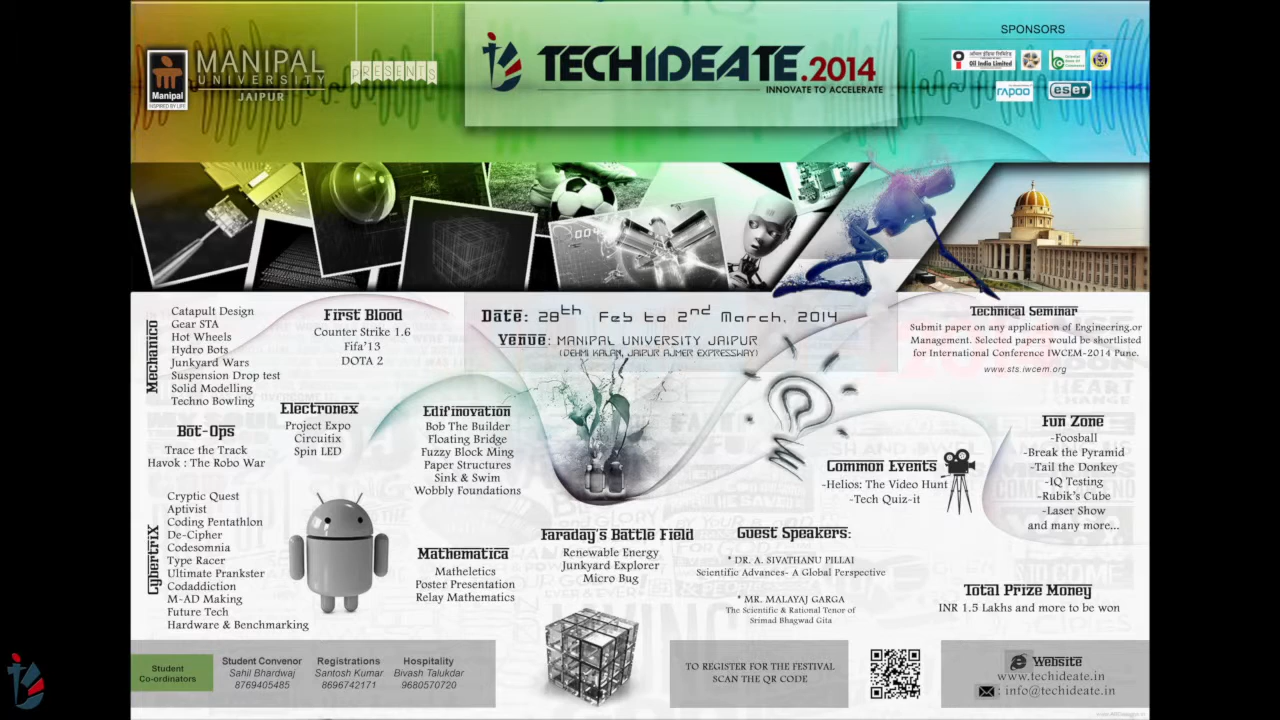 MANIPAL
UNIVERSITY
JAIPUR
Manipal
INSPIRED BY LIFE
PRESENTS
TECHIDEATE.2014
INNOVATE TO ACCELERATE
SPONSORS
Oil India Limited
rapoo
eseT
Mechanico
Catapult Design
Gear STA
Hot Wheels
Hydro Bots
Junkyard Wars
Suspension Drop test
Solid Modelling
Techno Bowling
First Blood
Counter Strike 1.6
Fifa'13
DOTA 2
Date: 28th Feb to 2nd March, 2014
Venue: MANIPAL UNIVERSITY JAIPUR
(DEHMI KALAN, JAIPUR AJMER EXPRESSWAY)
Technical Seminar
Submit paper on any application of Engineering.or
Management. Selected papers would be shortlisted
for International Conference IWCEM-2014 Pune.
www.sts.iwcem.org
Bot-Ops
Trace the Track
Havok : The Robo War
Electronex
Project Expo
Circuitix
Spin LED
Edifinovation
Bob The Builder
Floating Bridge
Fuzzy Block Ming
Paper Structures
Sink & Swim
Wobbly Foundations
Common Events
-Helios: The Video Hunt
-Tech Quiz-it
Fun Zone
-Foosball
-Break the Pyramid
-Tail the Donkey
-IQ Testing
-Rubik's Cube
-Laser Show
and many more...
CybertriX
Cryptic Quest
Aptivist
Coding Pentathlon
De-Cipher
Codesomnia
Type Racer
Ultimate Prankster
Codaddiction
M-AD Making
Future Tech
Hardware & Benchmarking
Mathematica
Matheletics
Poster Presentation
Relay Mathematics
Faraday's Battle Field
Renewable Energy
Junkyard Explorer
Micro Bug
Guest Speakers:
* DR. A. SIVATHANU PILLAI
Scientific Advances- A Global Perspective
* MR. MALAYAJ GARGA
The Scientific & Rational Tenor of
Srimad Bhagwad Gita
Total Prize Money
INR 1.5 Lakhs and more to be won
Student
Co-ordinators
Student Convenor
Sahil Bhardwaj
8769405485
Registrations
Santosh Kumar
8696742171
Hospitality
Bivash Talukdar
9680570720
TO REGISTER FOR THE FESTIVAL
SCAN THE QR CODE
Website
www.techideate.in
: info@techideate.in